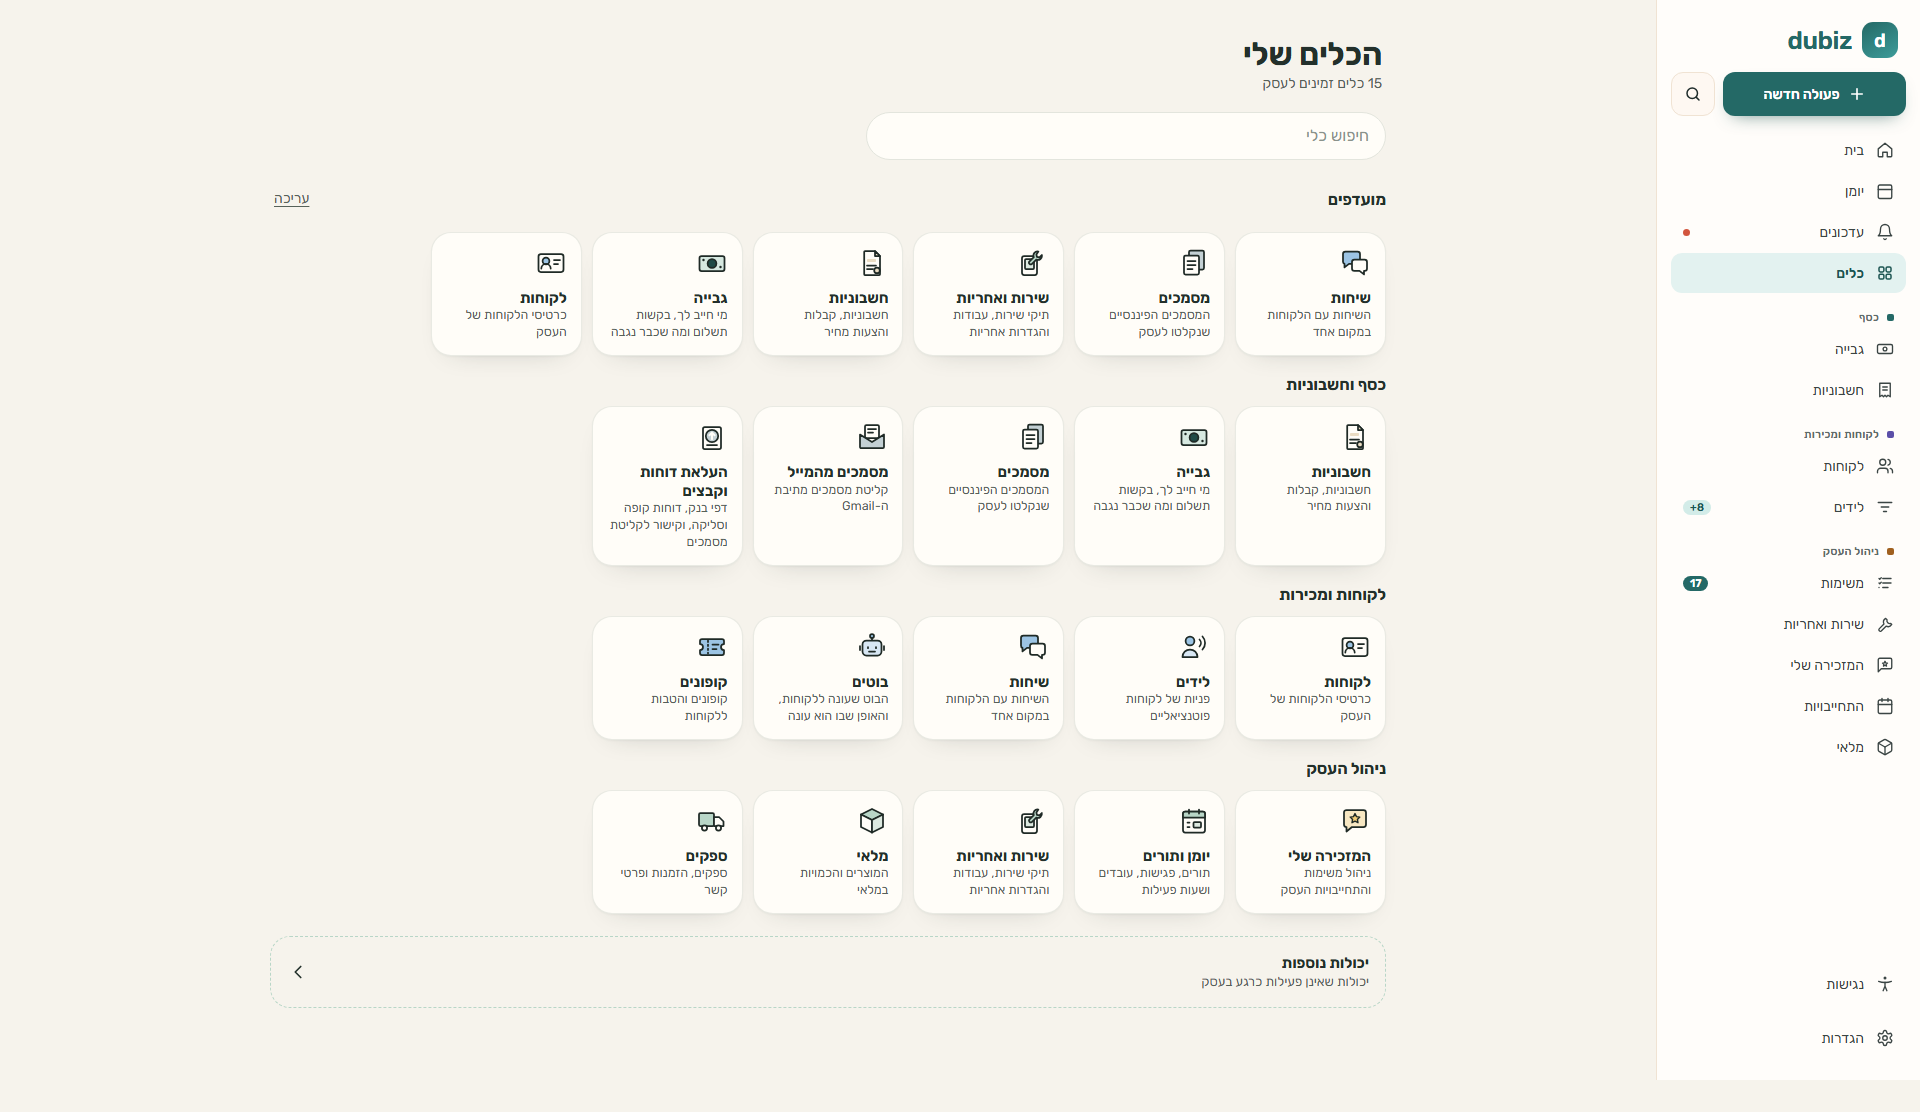 d dubiz
פעולה חדשה
בית
יומן
עדכונים
כלים
כסף
גבייה
חשבוניות
לקוחות ומכירות
לקוחות
לידים
+8
ניהול העסק
משימות
17
שירות ואחריות
המזכירה שלי
התחייבויות
מלאי
נגישות
הגדרות
הכלים שלי
15 כלים זמינים לעסק
חיפוש כלי
מועדפים
עריכה
שיחות
השיחות עם הלקוחות
במקום אחד
מסמכים
המסמכים הפיננסיים
שנקלטו לעסק
שירות ואחריות
תיקי שירות, עבודות
והגדרות אחריות
חשבוניות
חשבוניות, קבלות
והצעות מחיר
גבייה
מי חייב לך, בקשות
תשלום ומה שכבר נגבה
לקוחות
כרטיסי הלקוחות של
העסק
כסף וחשבוניות
חשבוניות
חשבוניות, קבלות
והצעות מחיר
גבייה
מי חייב לך, בקשות
תשלום ומה שכבר נגבה
מסמכים
המסמכים הפיננסיים
שנקלטו לעסק
מסמכים מהמייל
קליטת מסמכים מתיבת
ה-Gmail
העלאת דוחות
וקבצים
דפי בנק, דוחות קופה
וסליקה, וקישור לקליטת
מסמכים
לקוחות ומכירות
לקוחות
כרטיסי הלקוחות של
העסק
לידים
פניות של לקוחות
פוטנציאליים
שיחות
השיחות עם הלקוחות
במקום אחד
בוטים
הבוט שעונה ללקוחות,
והאופן שבו הוא עונה
קופונים
קופונים והטבות
ללקוחות
ניהול העסק
המזכירה שלי
ניהול משימות
והתחייבויות העסק
יומן ותורים
תורים, פגישות, עובדים
ושעות פעילות
שירות ואחריות
תיקי שירות, עבודות
והגדרות אחריות
מלאי
המוצרים והכמויות
במלאי
ספקים
ספקים, הזמנות ופרטי
קשר
יכולות נוספות
יכולות שאינן פעילות כרגע בעסק